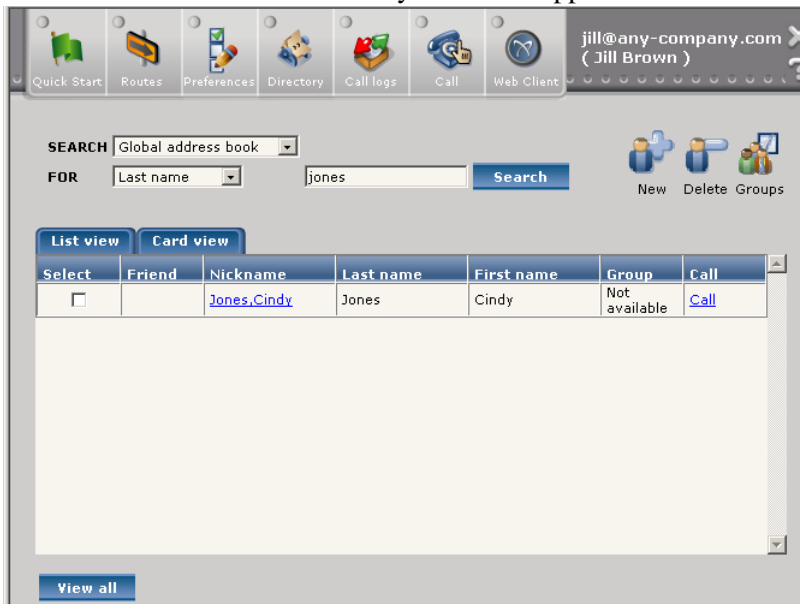 jill@any-company.com
( Jill Brown )
Quick Start Routes Preferences Directory Call logs Call Web Client
SEARCH Global address book
FOR Last name jones Search
New Delete Groups
List view Card view
Select Friend Nickname Last name First name Group Call
Jones,Cindy Jones Cindy Not available Call
View all